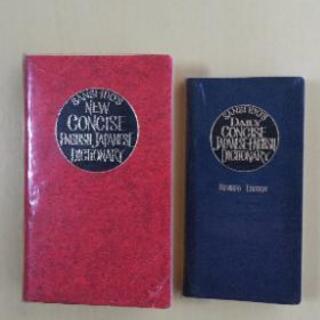 SANSEIDO'S
NEW
CONCISE
ENGLISH JAPANESE
DICTIONARY
SANSEIDO'S
DAILY
CONCISE
JAPANESE-ENGLISH
DICTIONARY
REVISED EDITION